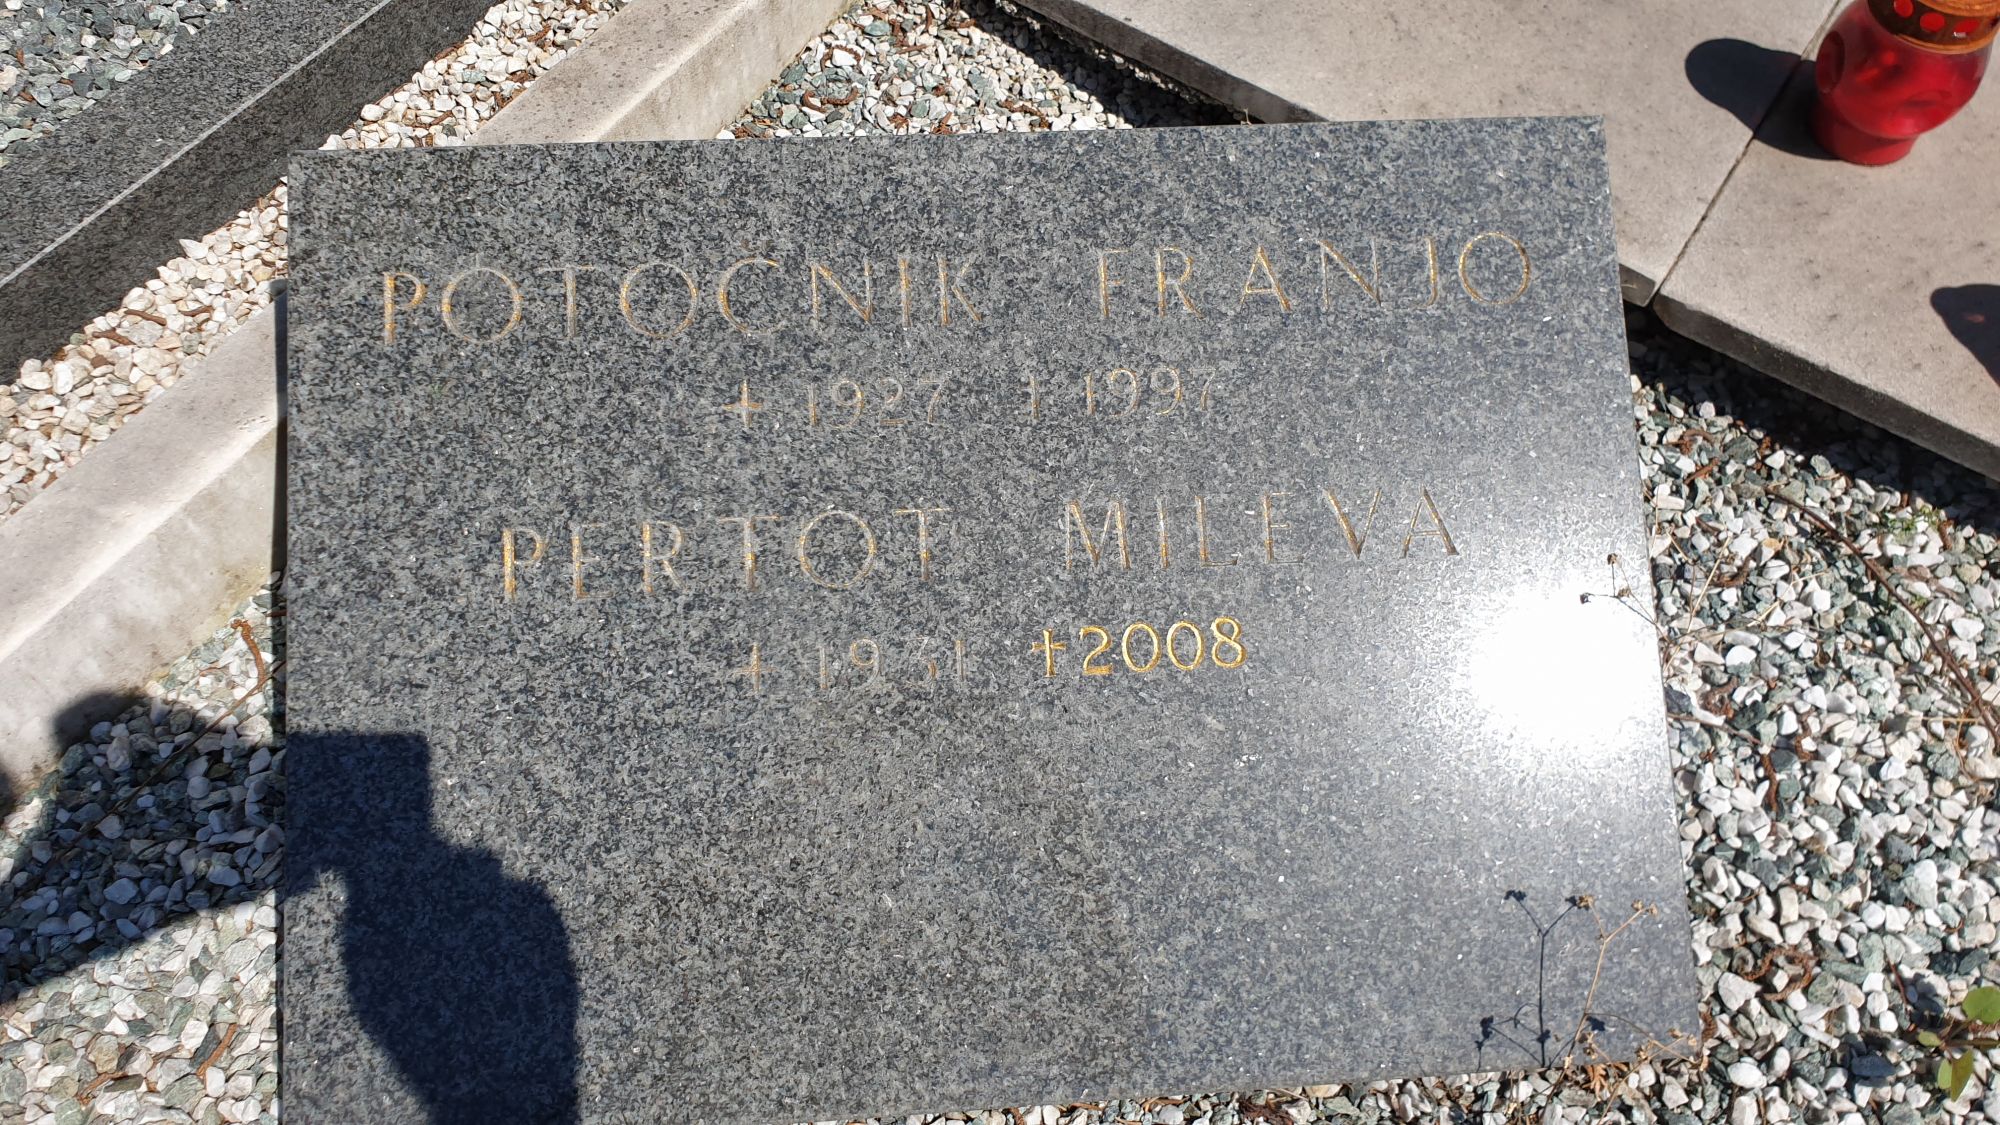 POTOČNIK FRANJO
+ 1927 † 1997
PERTOT MILEVA
+ 1931 †2008